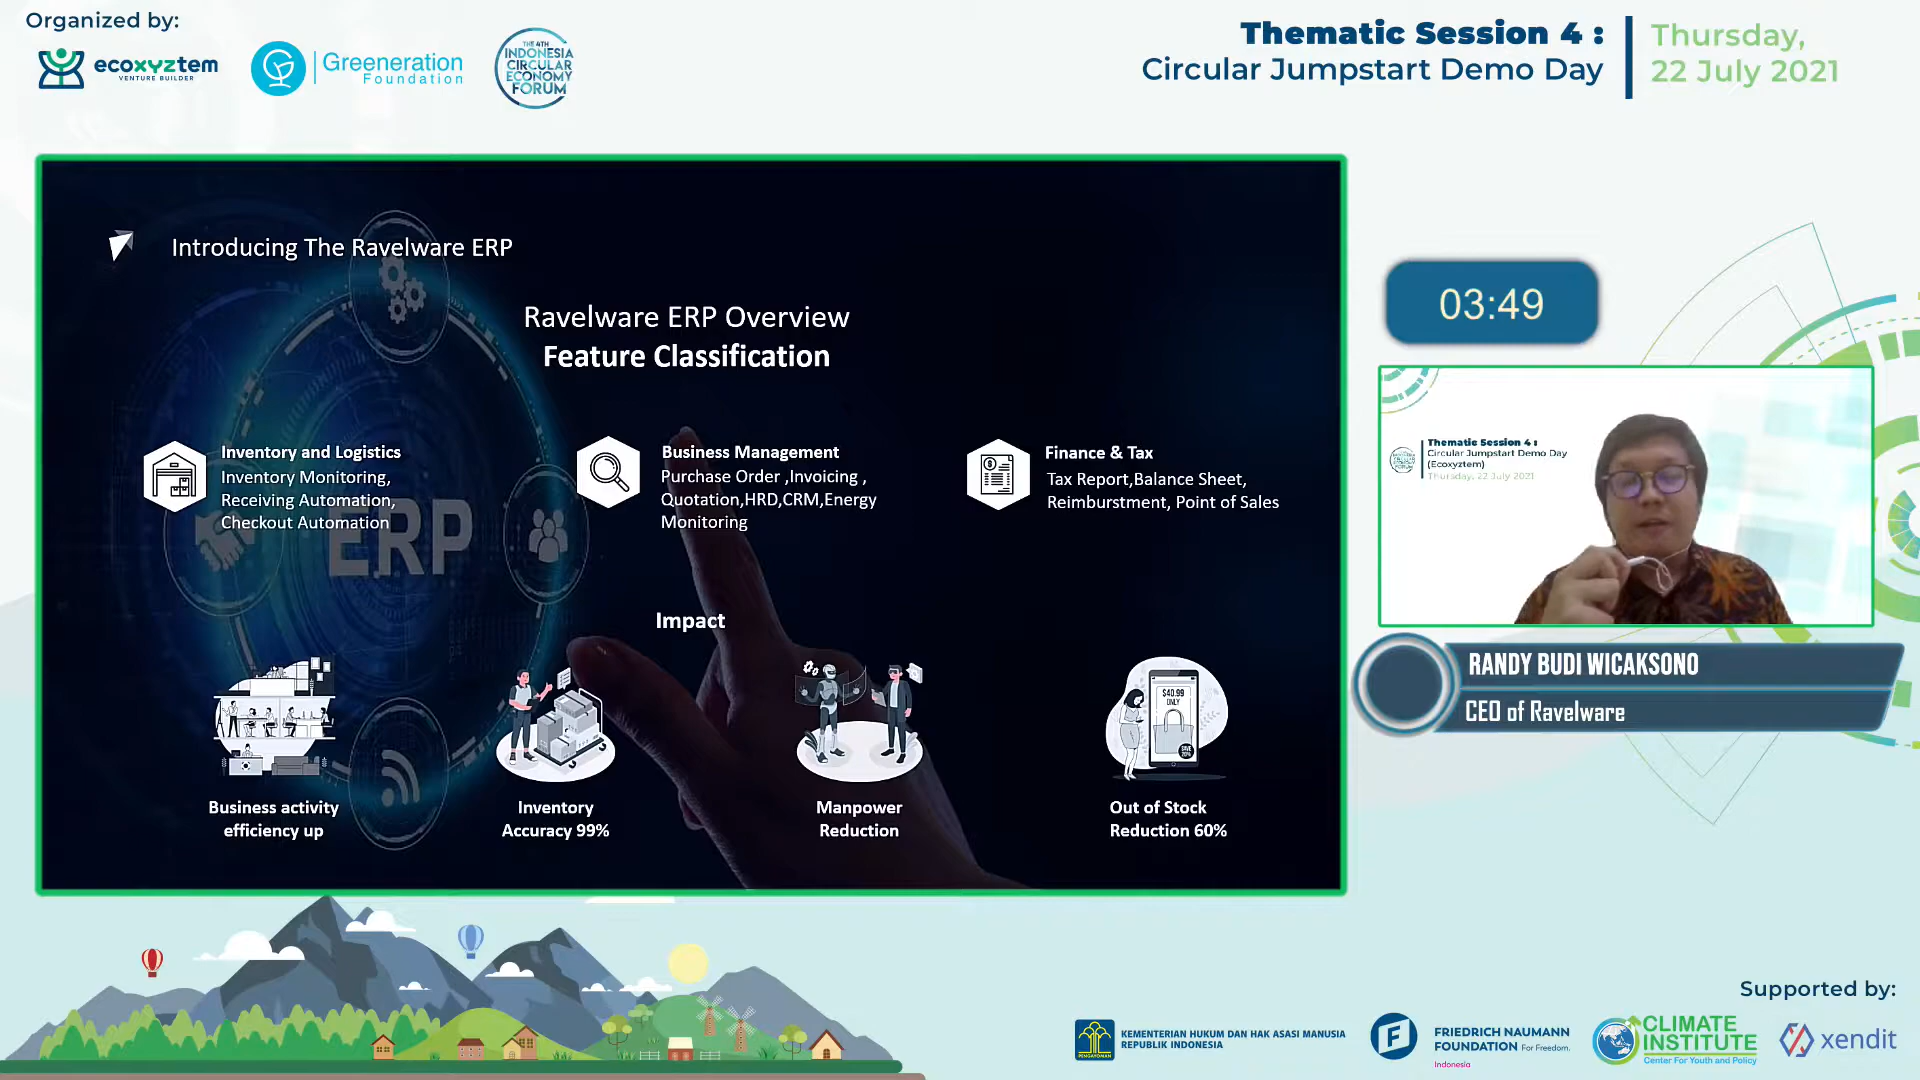 Organized by:
ecoxyztem
VENTURE BUILDER
Greeneration
Foundation
THE 4TH
INDONESIA
CIRCULAR
ECONOMY
FORUM
Thematic Session 4 :
Circular Jumpstart Demo Day
Thursday,
22 July 2021
Introducing The Ravelware ERP
Ravelware ERP Overview
Feature Classification
Inventory and Logistics
Inventory Monitoring,
Receiving Automation,
Checkout Automation
Business Management
Purchase Order ,Invoicing ,
Quotation,HRD,CRM,Energy
Monitoring
Finance & Tax
Tax Report,Balance Sheet,
Reimburstment, Point of Sales
ERP
Impact
$40.99
ONLY
Business activity
efficiency up
Inventory
Accuracy 99%
Manpower
Reduction
Out of Stock
Reduction 60%
03:49
Thematic Session 4 :
Circular Jumpstart Demo Day
(Ecoxyztem)
Thursday, 22 July 2021
RANDY BUDI WICAKSONO
CEO of Ravelware
Supported by:
PENGAYOMAN
KEMENTERIAN HUKUM DAN HAK ASASI MANUSIA
REPUBLIK INDONESIA
FRIEDRICH NAUMANN
FOUNDATION For Freedom.
Indonesia
CLIMATE
INSTITUTE
Center For Youth and Policy
xendit